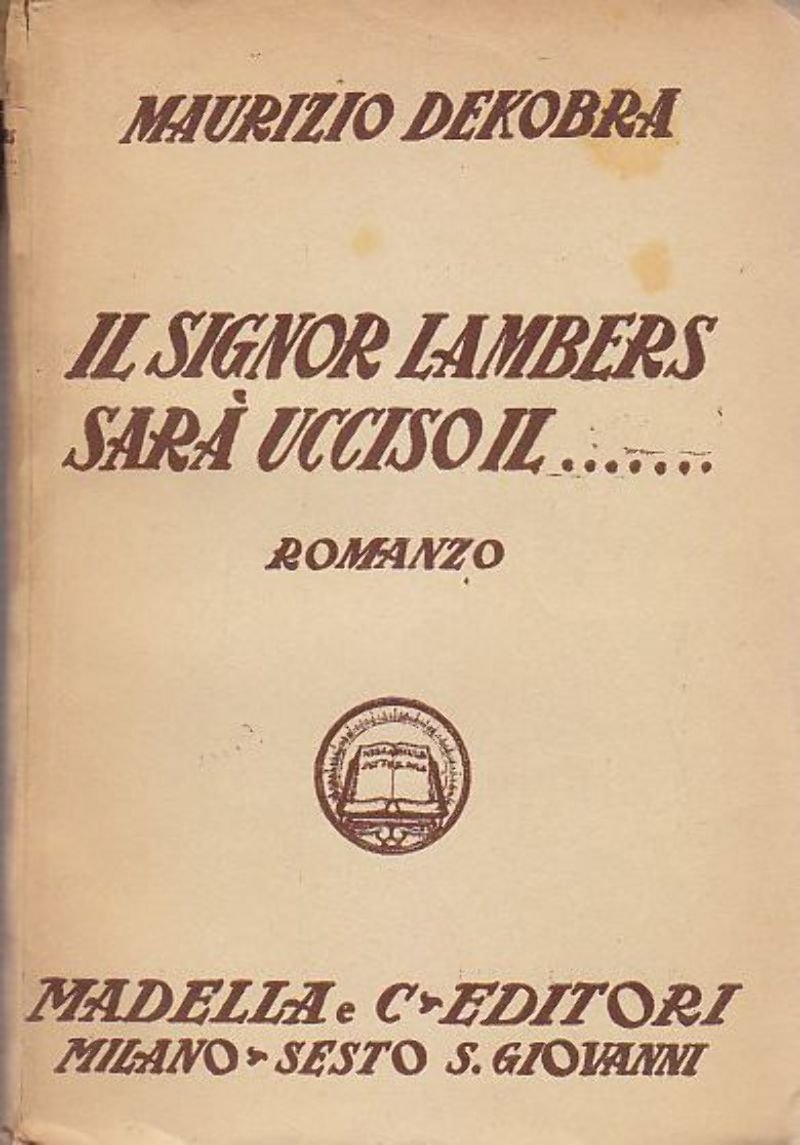 MAURIZIO DEKOBRA
IL SIGNOR LAMBERS
SARÀ UCCISO IL .......
ROMANZO
MADELLA e C - EDITORI
MILANO - SESTO S. GIOVANNI